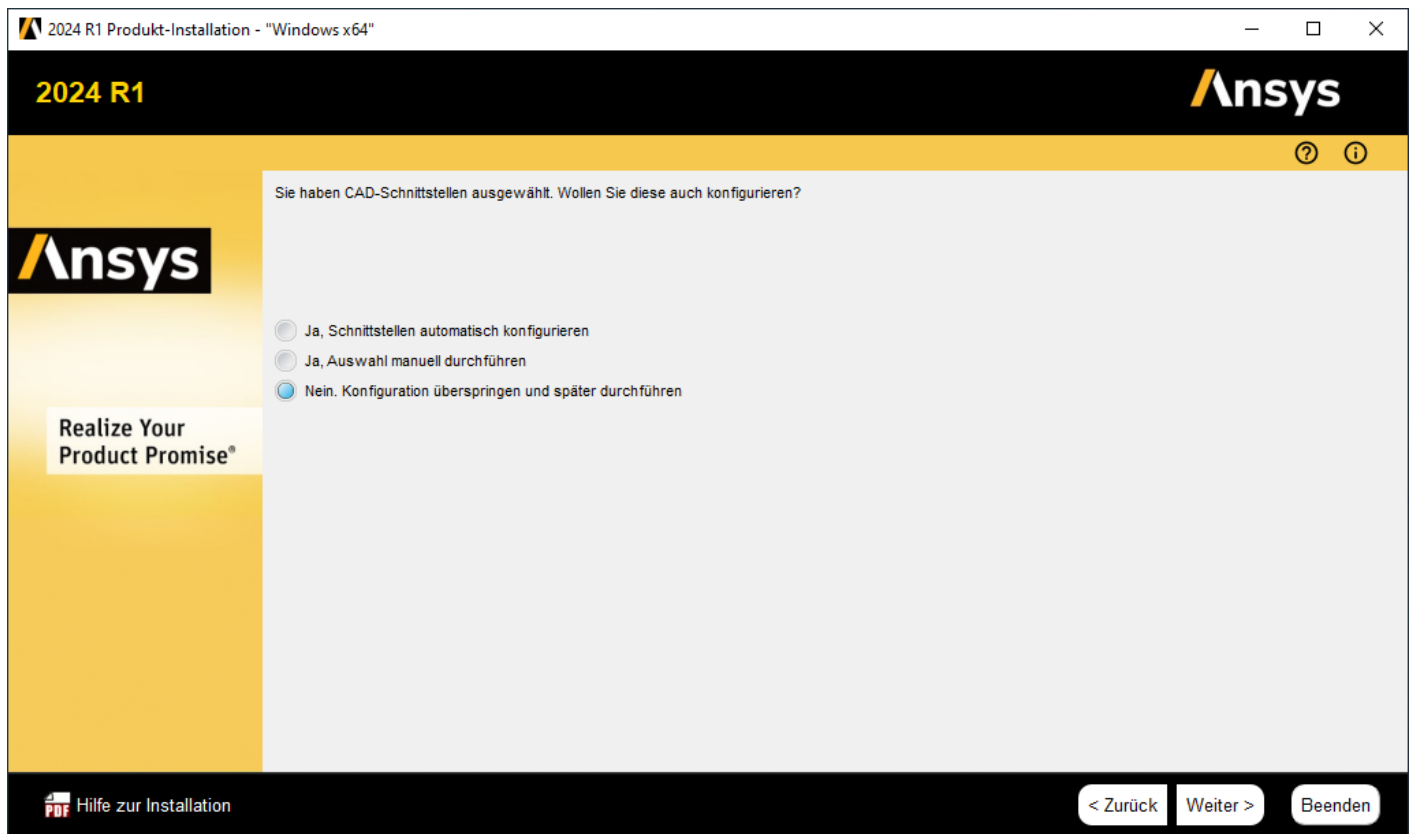 2024 R1 Produkt-Installation - "Windows x64"
2024 R1
Ansys
Sie haben CAD-Schnittstellen ausgewählt. Wollen Sie diese auch konfigurieren?
Ansys
Ja, Schnittstellen automatisch konfigurieren
Ja, Auswahl manuell durchführen
Nein. Konfiguration überspringen und später durchführen
Realize Your
Product Promise®
PDF Hilfe zur Installation
< Zurück
Weiter >
Beenden